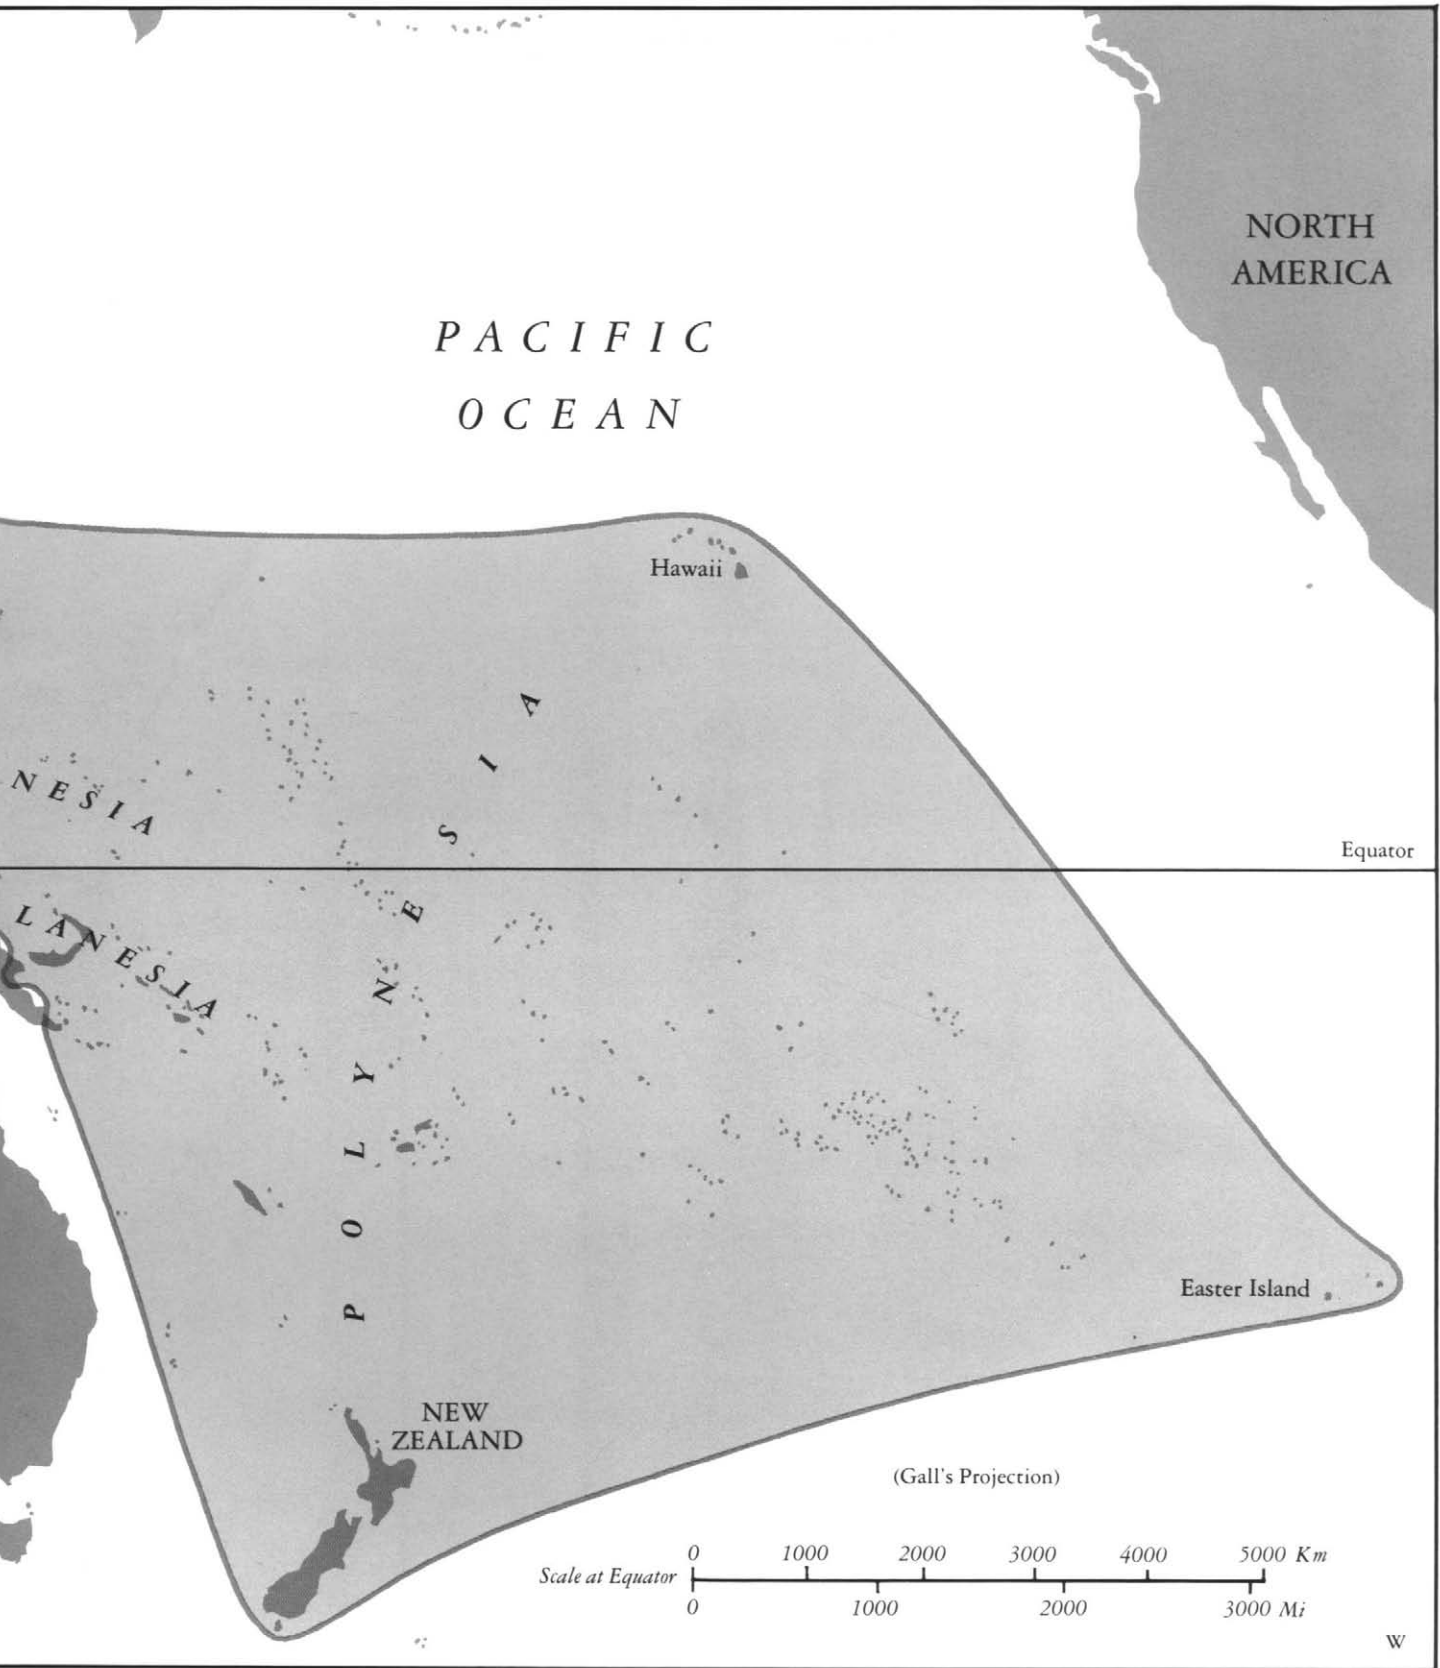 NORTH
AMERICA
PACIFIC
OCEAN
Hawaii
NESIA
Equator
LANESIA
POLYNESIA
Easter Island
NEW
ZEALAND
(Gall's Projection)
0 1000 2000 3000 4000 5000 Km
Scale at Equator
0 1000 2000 3000 Mi
W